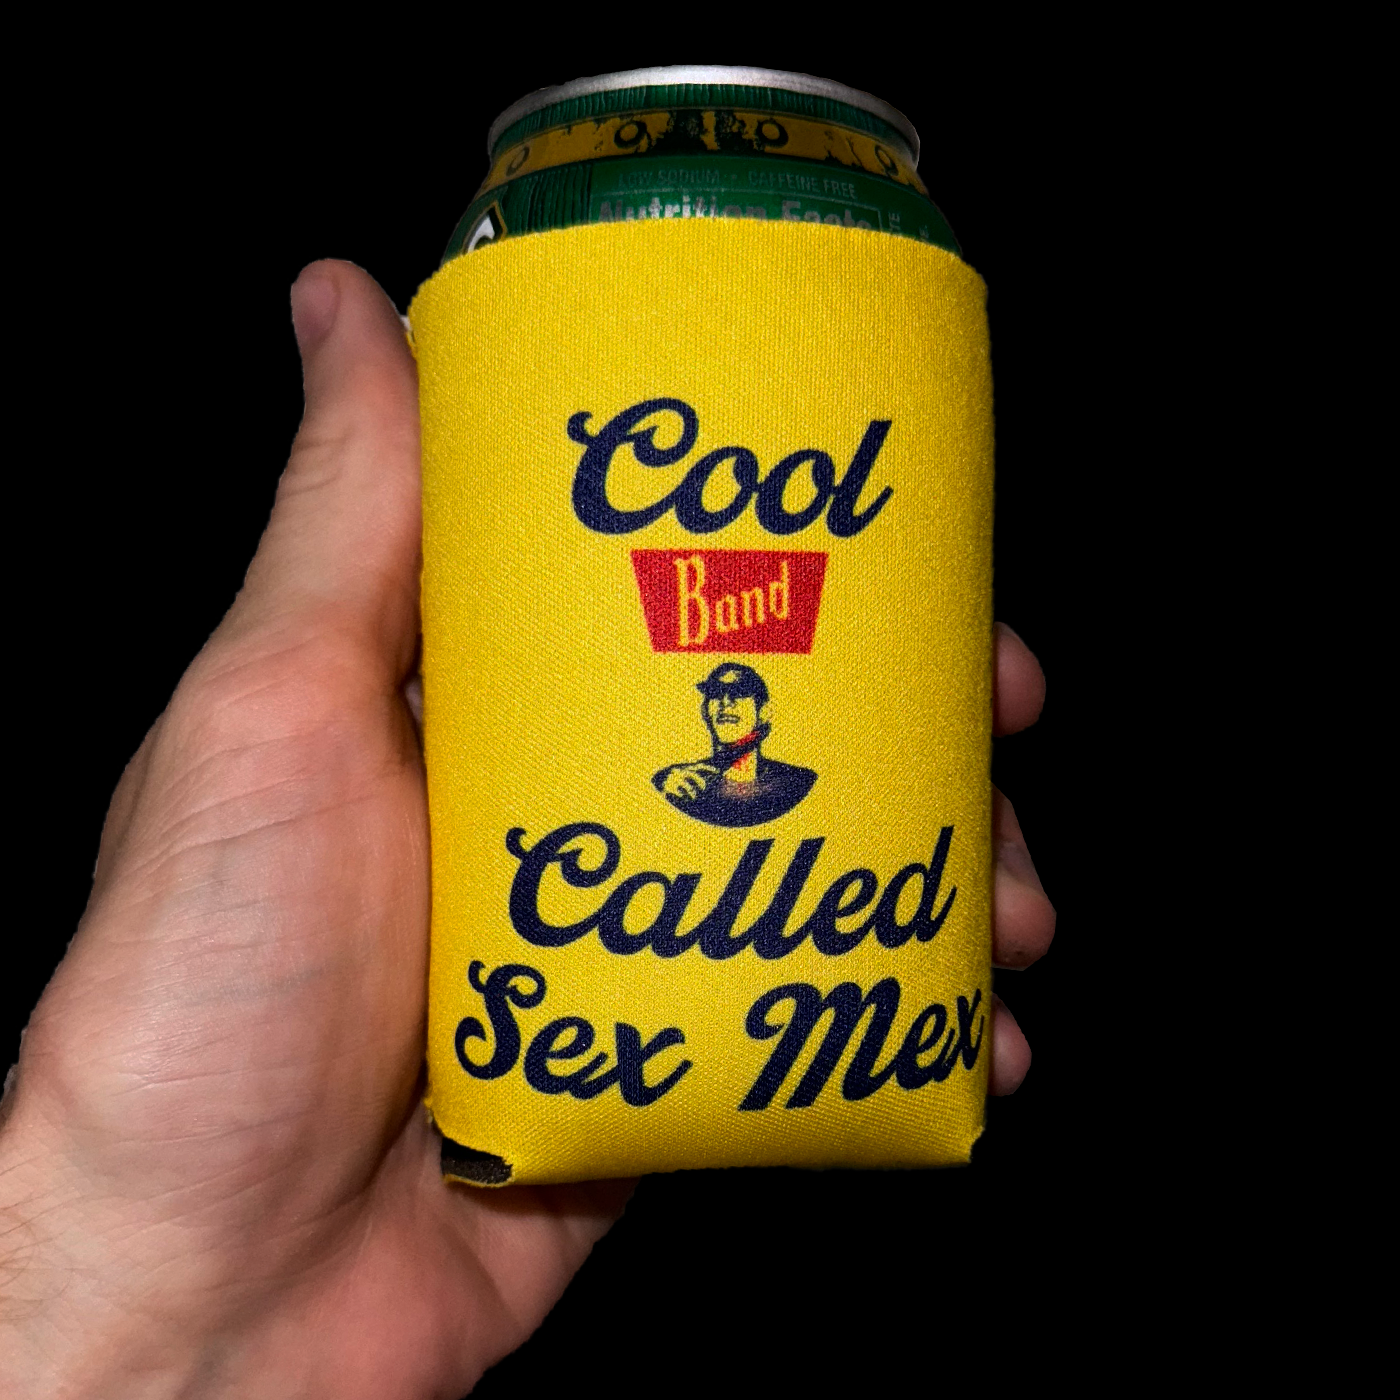 LOW SODIUM CAFFEINE FREE
Nutrition Facts
Cool
Band
Called
Sex Mex